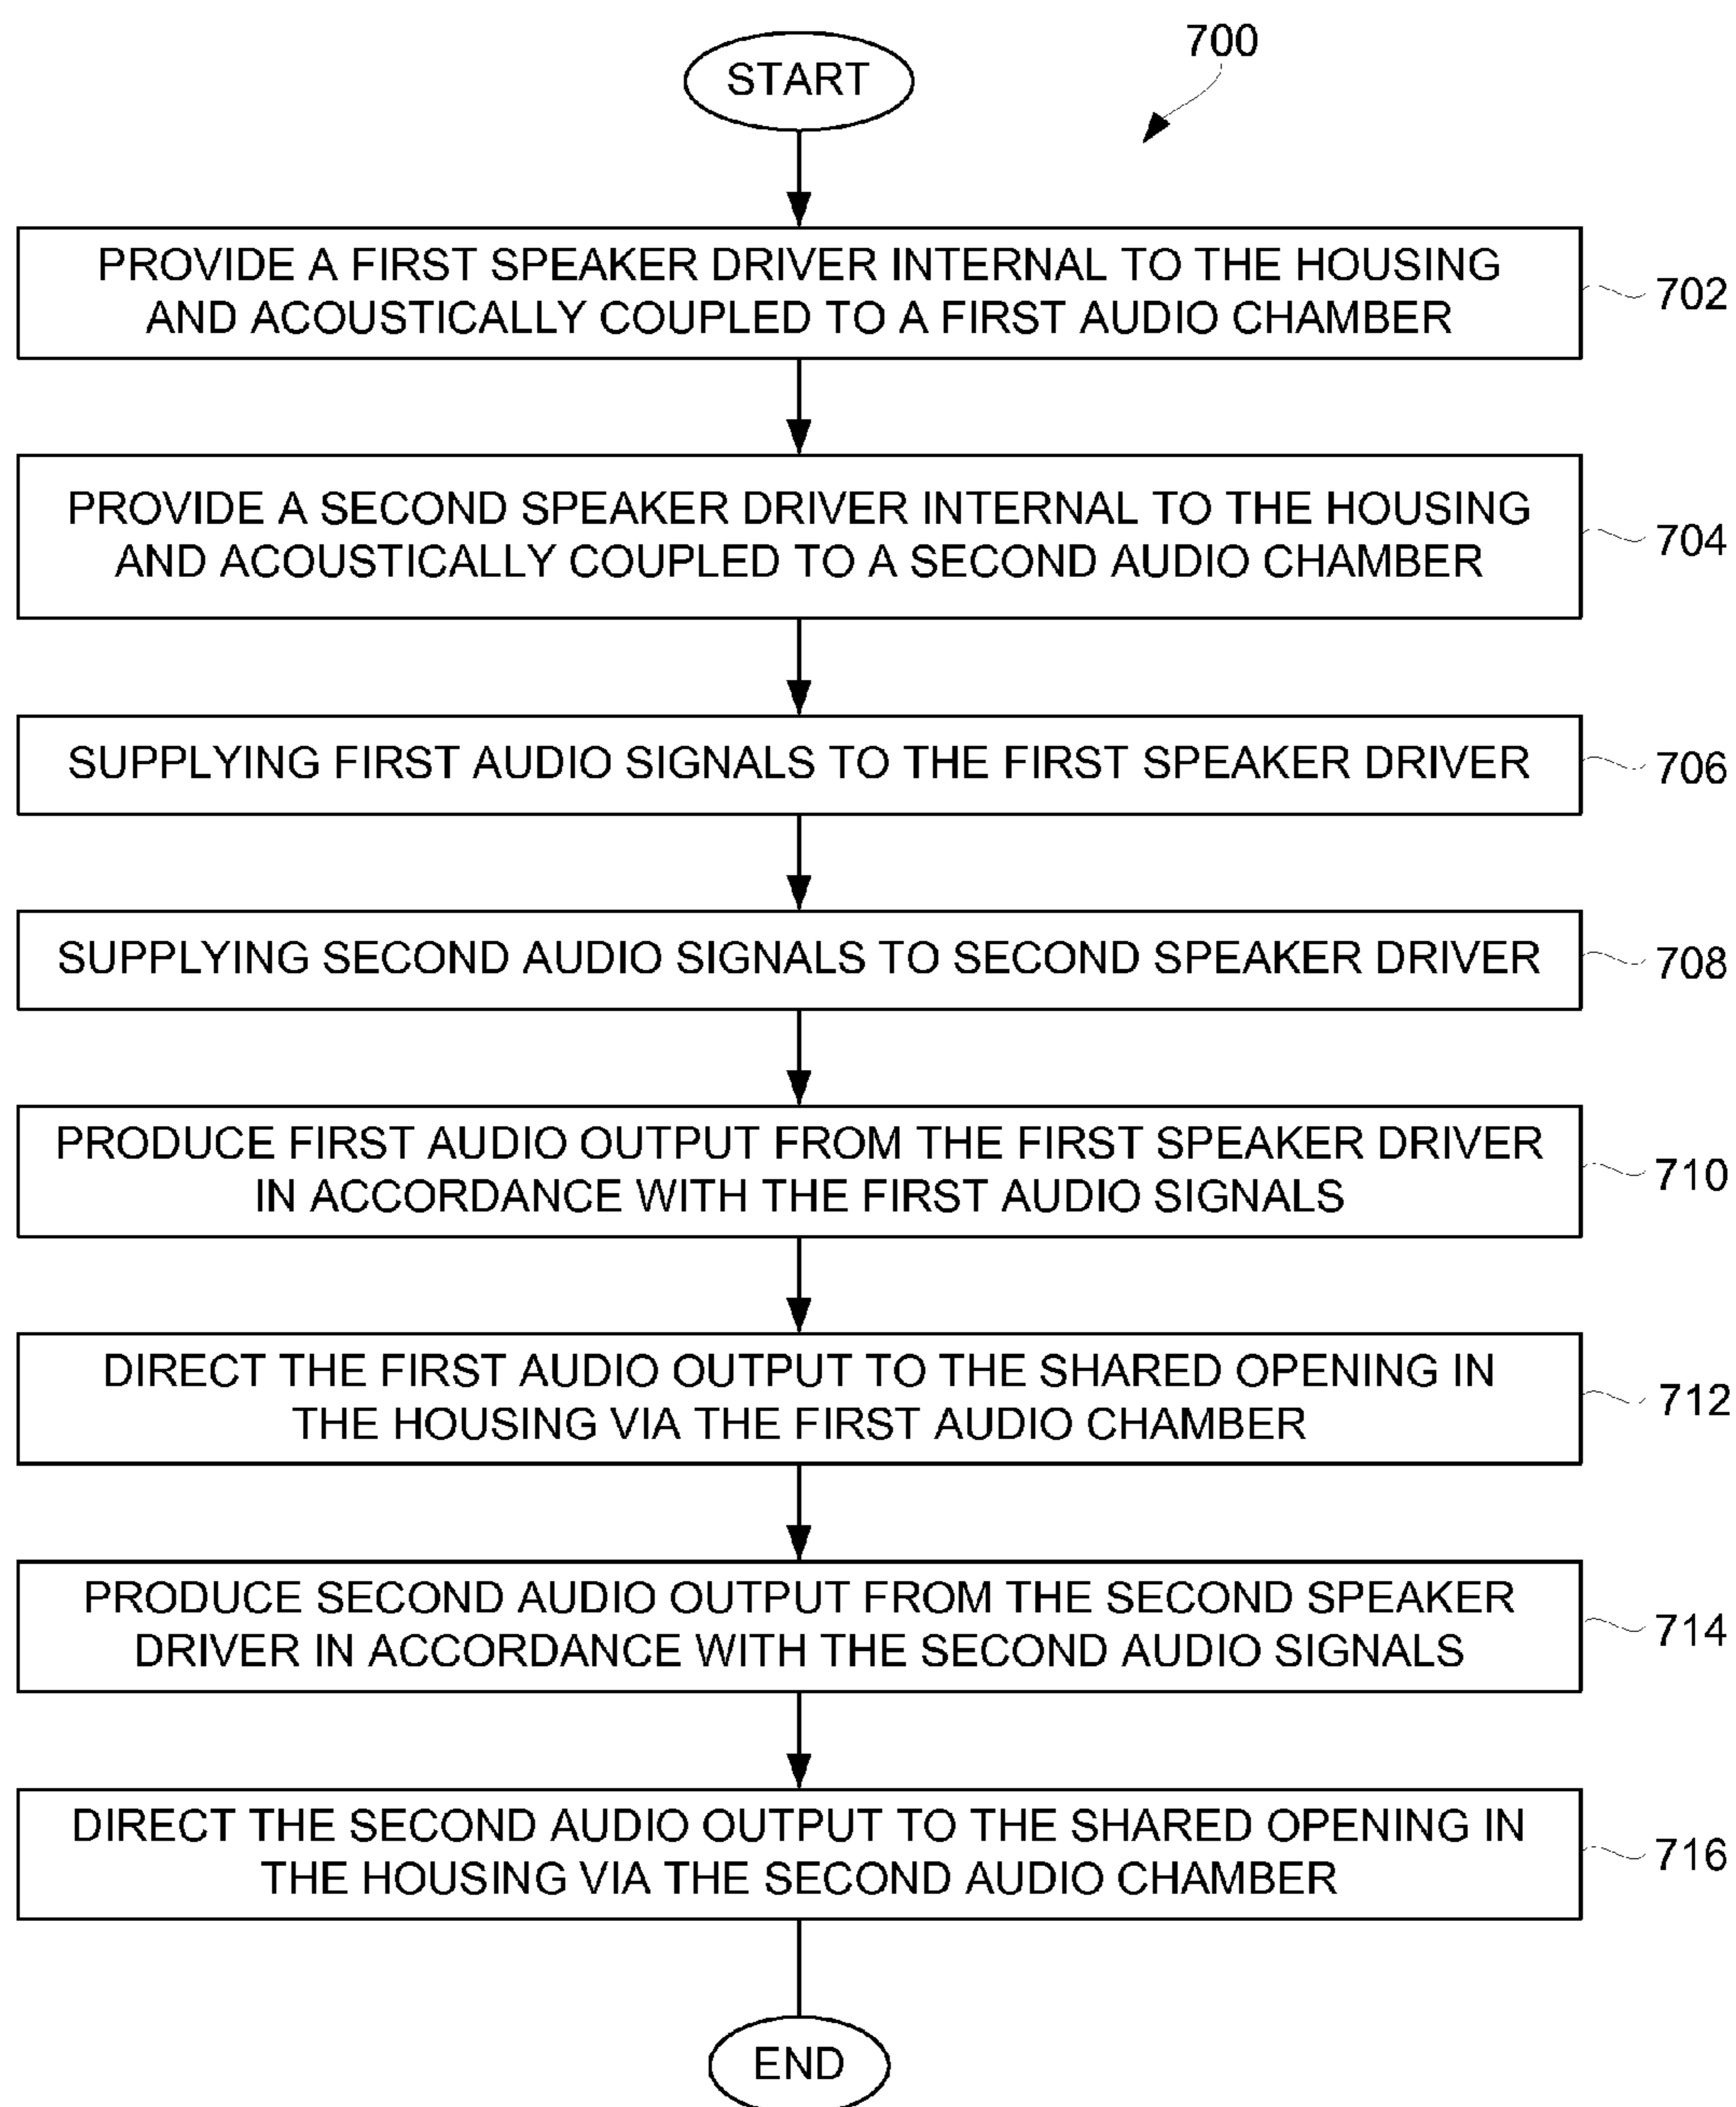 700
START
PROVIDE A FIRST SPEAKER DRIVER INTERNAL TO THE HOUSING
AND ACOUSTICALLY COUPLED TO A FIRST AUDIO CHAMBER
702
PROVIDE A SECOND SPEAKER DRIVER INTERNAL TO THE HOUSING
AND ACOUSTICALLY COUPLED TO A SECOND AUDIO CHAMBER
704
SUPPLYING FIRST AUDIO SIGNALS TO THE FIRST SPEAKER DRIVER
706
SUPPLYING SECOND AUDIO SIGNALS TO SECOND SPEAKER DRIVER
708
PRODUCE FIRST AUDIO OUTPUT FROM THE FIRST SPEAKER DRIVER
IN ACCORDANCE WITH THE FIRST AUDIO SIGNALS
710
DIRECT THE FIRST AUDIO OUTPUT TO THE SHARED OPENING IN
THE HOUSING VIA THE FIRST AUDIO CHAMBER
712
PRODUCE SECOND AUDIO OUTPUT FROM THE SECOND SPEAKER
DRIVER IN ACCORDANCE WITH THE SECOND AUDIO SIGNALS
714
DIRECT THE SECOND AUDIO OUTPUT TO THE SHARED OPENING IN
THE HOUSING VIA THE SECOND AUDIO CHAMBER
716
END